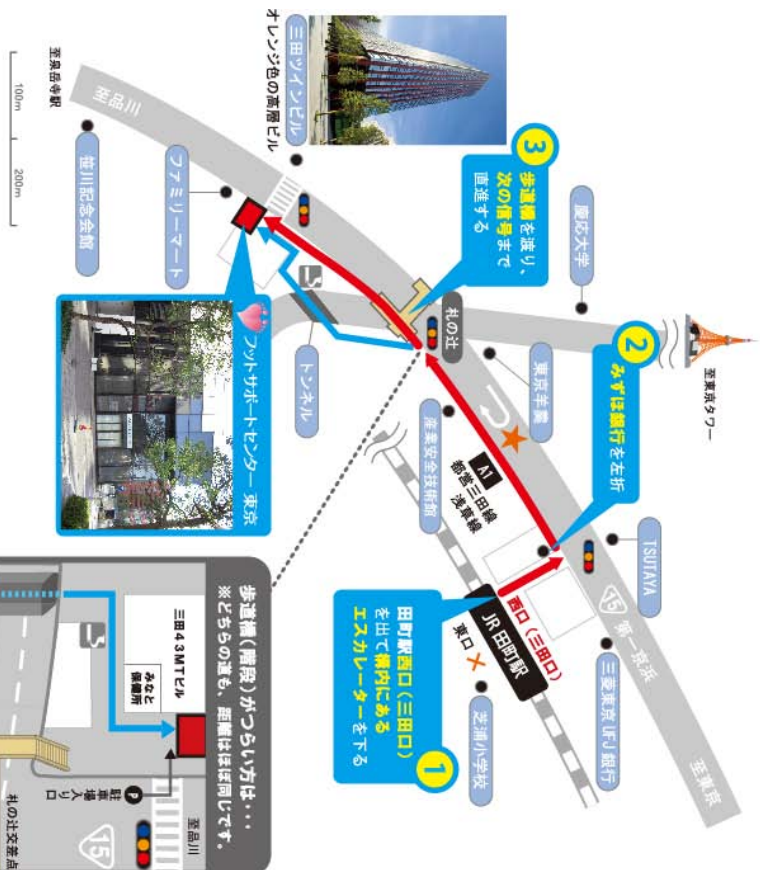 至東京タワー
慶応大学
東京羊業
札の辻
TSUTAYA
15
第一京浜
三菱東京UFJ銀行
至東京
2
みずほ銀行を左折
3
歩道橋を渡り、
次の信号まで
直進する
三田ツインビル
オレンジ色の高層ビル
至品川
至泉岳寺駅
笹川記念会館
ファミリーマート
トンネル
産業安全技術館
A1
都営三田線
浅草線
JR田町駅
西口(三田口)
東口
芝浦小学校
1
田町駅西口(三田口)
を出て構内にある
エスカレーターを下る
フットサポートセンター 東京
100m
200m
歩道橋(階段)がつらい方は・・・
※どちらの道も、距離はほぼ同じです。
三田43MTビル
みなと
保健所
P
駐車場入り口
至品川
15
札の辻交差点